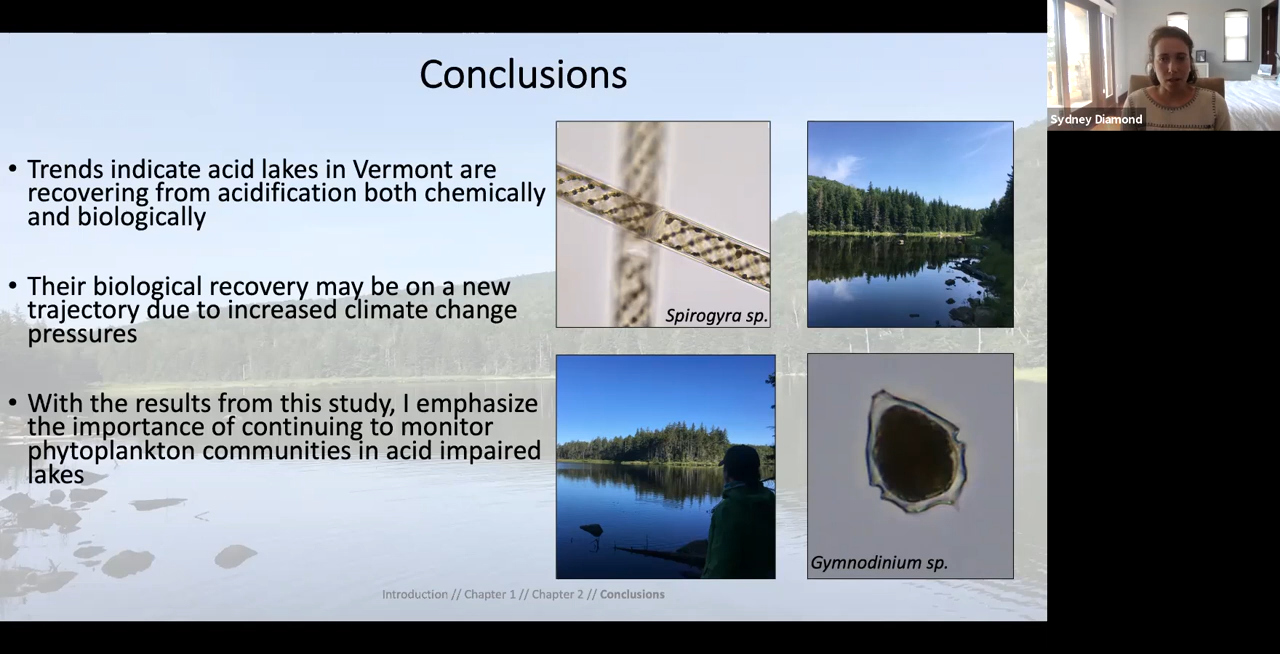 Conclusions
Sydney Diamond
• Trends indicate acid lakes in Vermont are
recovering from acidification both chemically
and biologically
• Their biological recovery may be on a new
trajectory due to increased climate change
pressures
• With the results from this study, I emphasize
the importance of continuing to monitor
phytoplankton communities in acid impaired
lakes
Spirogyra sp.
Gymnodinium sp.
Introduction // Chapter 1 // Chapter 2 // Conclusions